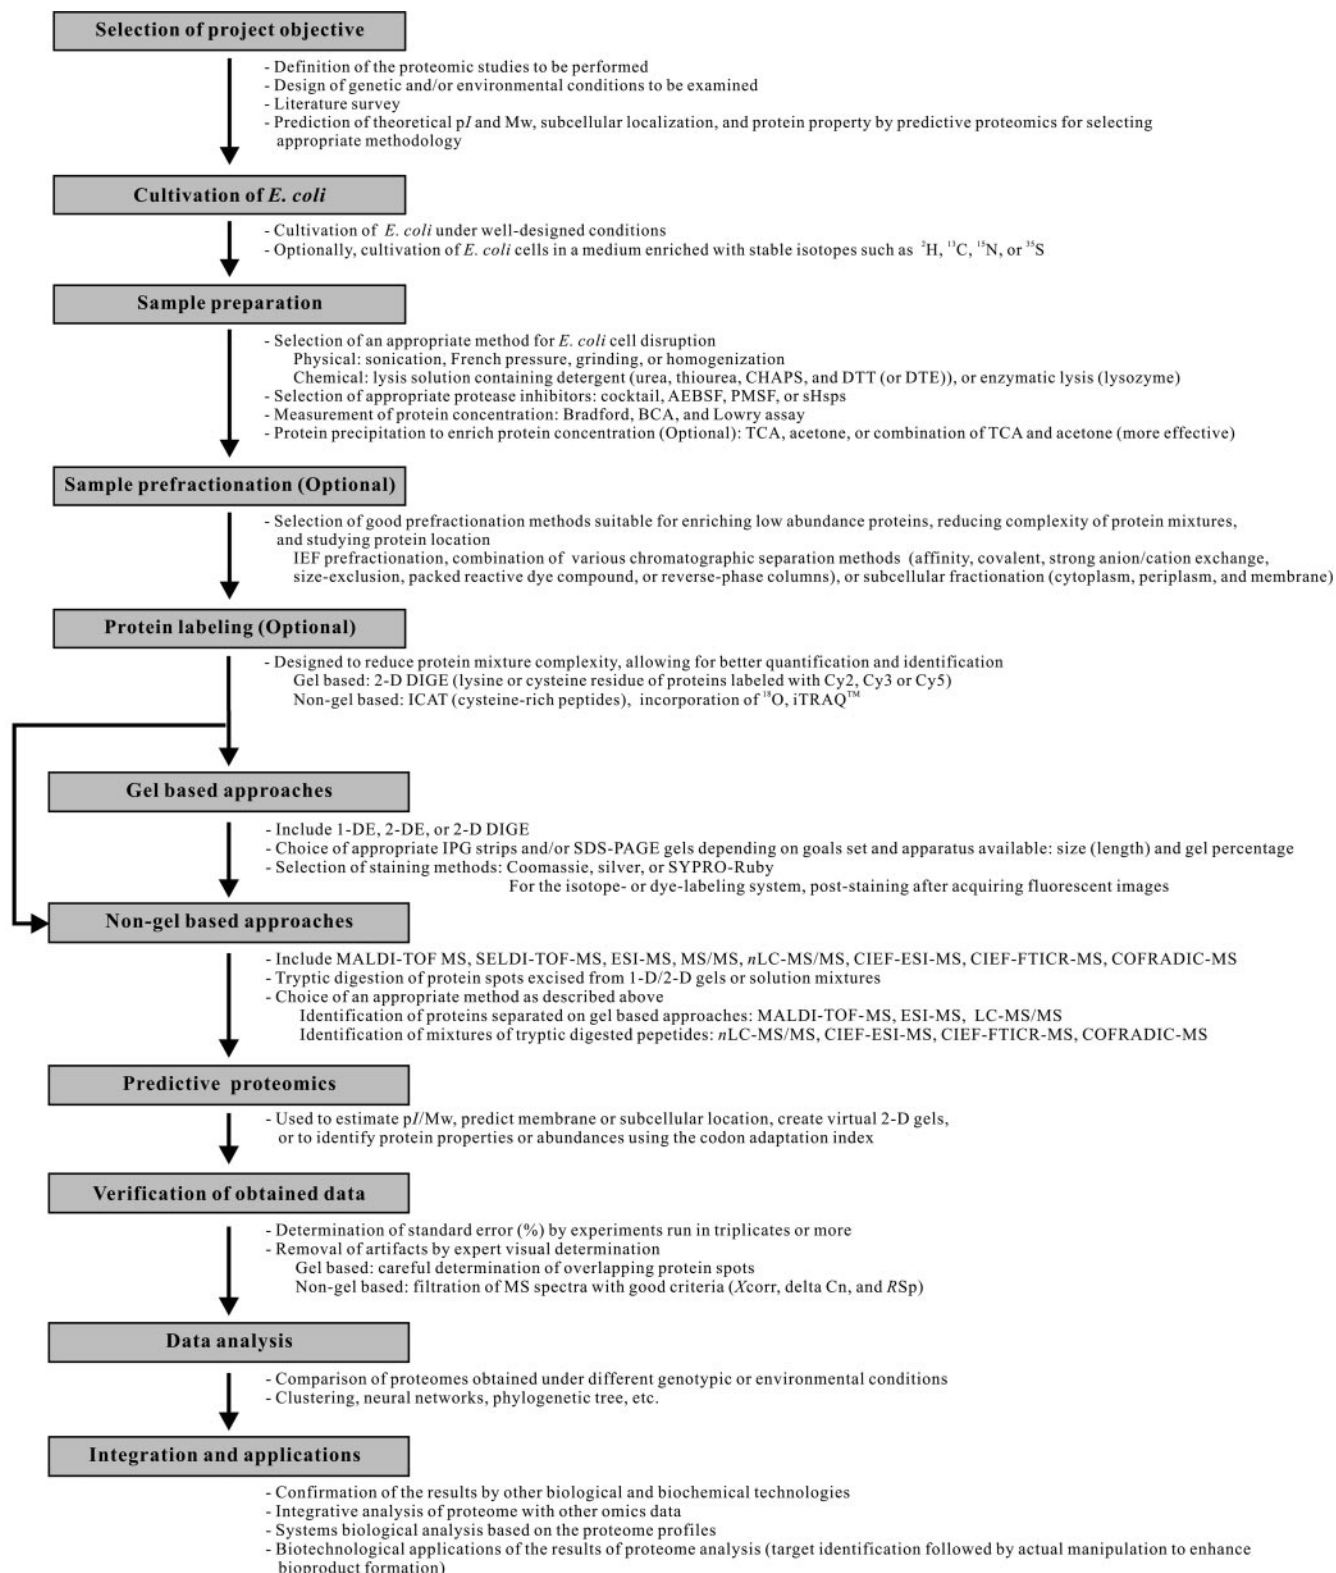 Selection of project objective
- Definition of the proteomic studies to be performed
- Design of genetic and/or environmental conditions to be examined
- Literature survey
- Prediction of theoretical pI and Mw, subcellular localization, and protein property by predictive proteomics for selecting
appropriate methodology
Cultivation of E. coli
- Cultivation of E. coli under well-designed conditions
- Optionally, cultivation of E. coli cells in a medium enriched with stable isotopes such as ²H, ¹³C, ¹⁵N, or ³⁵S
Sample preparation
- Selection of an appropriate method for E. coli cell disruption
Physical: sonication, French pressure, grinding, or homogenization
Chemical: lysis solution containing detergent (urea, thiourea, CHAPS, and DTT (or DTE)), or enzymatic lysis (lysozyme)
- Selection of appropriate protease inhibitors: cocktail, AEBSF, PMSF, or sHsps
- Measurement of protein concentration: Bradford, BCA, and Lowry assay
- Protein precipitation to enrich protein concentration (Optional): TCA, acetone, or combination of TCA and acetone (more effective)
Sample prefractionation (Optional)
- Selection of good prefractionation methods suitable for enriching low abundance proteins, reducing complexity of protein mixtures,
and studying protein location
IEF prefractionation, combination of various chromatographic separation methods (affinity, covalent, strong anion/cation exchange,
size-exclusion, packed reactive dye compound, or reverse-phase columns), or subcellular fractionation (cytoplasm, periplasm, and membrane)
Protein labeling (Optional)
- Designed to reduce protein mixture complexity, allowing for better quantification and identification
Gel based: 2-D DIGE (lysine or cysteine residue of proteins labeled with Cy2, Cy3 or Cy5)
Non-gel based: ICAT (cysteine-rich peptides), incorporation of ¹⁸O, iTRAQ™
Gel based approaches
- Include 1-DE, 2-DE, or 2-D DIGE
- Choice of appropriate IPG strips and/or SDS-PAGE gels depending on goals set and apparatus available: size (length) and gel percentage
- Selection of staining methods: Coomassie, silver, or SYPRO-Ruby
For the isotope- or dye-labeling system, post-staining after acquiring fluorescent images
Non-gel based approaches
- Include MALDI-TOF MS, SELDI-TOF-MS, ESI-MS, MS/MS, nLC-MS/MS, CIEF-ESI-MS, CIEF-FTICR-MS, COFRADIC-MS
- Tryptic digestion of protein spots excised from 1-D/2-D gels or solution mixtures
- Choice of an appropriate method as described above
Identification of proteins separated on gel based approaches: MALDI-TOF-MS, ESI-MS, LC-MS/MS
Identification of mixtures of tryptic digested pepetides: nLC-MS/MS, CIEF-ESI-MS, CIEF-FTICR-MS, COFRADIC-MS
Predictive proteomics
- Used to estimate pI/Mw, predict membrane or subcellular location, create virtual 2-D gels,
or to identify protein properties or abundances using the codon adaptation index
Verification of obtained data
- Determination of standard error (%) by experiments run in triplicates or more
- Removal of artifacts by expert visual determination
Gel based: careful determination of overlapping protein spots
Non-gel based: filtration of MS spectra with good criteria (Xcorr, delta Cn, and RSp)
Data analysis
- Comparison of proteomes obtained under different genotypic or environmental conditions
- Clustering, neural networks, phylogenetic tree, etc.
Integration and applications
- Confirmation of the results by other biological and biochemical technologies
- Integrative analysis of proteome with other omics data
- Systems biological analysis based on the proteome profiles
- Biotechnological applications of the results of proteome analysis (target identification followed by actual manipulation to enhance
bioproduct formation)